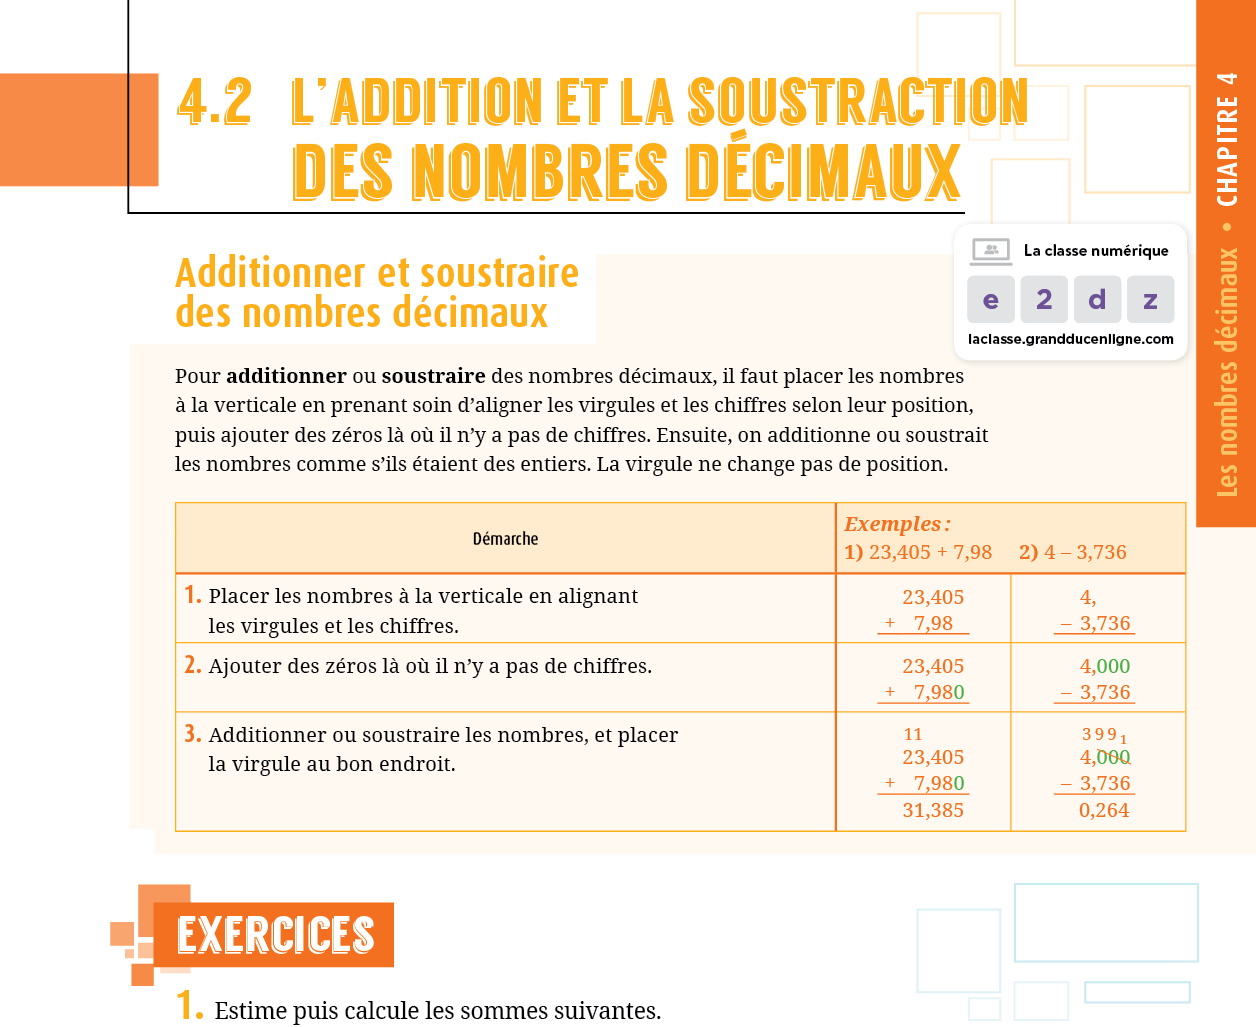 4.2 L’ADDITION ET LA SOUSTRACTION
DES NOMBRES DÉCIMAUX
CHAPITRE 4
Les nombres décimaux •
La classe numérique
e 2 d z
laclasse.grandducenligne.com
Additionner et soustraire
des nombres décimaux
Pour additionner ou soustraire des nombres décimaux, il faut placer les nombres
à la verticale en prenant soin d’aligner les virgules et les chiffres selon leur position,
puis ajouter des zéros là où il n’y a pas de chiffres. Ensuite, on additionne ou soustrait
les nombres comme s’ils étaient des entiers. La virgule ne change pas de position.
Démarche
Exemples :
1) 23,405 + 7,98 2) 4 – 3,736
1. Placer les nombres à la verticale en alignant
les virgules et les chiffres.
23,405
+ 7,98
4,
– 3,736
2. Ajouter des zéros là où il n’y a pas de chiffres.
23,405
+ 7,980
4,000
– 3,736
3. Additionner ou soustraire les nombres, et placer
la virgule au bon endroit.
11
23,405
+ 7,980
31,385
3 9 9 1
4,000
– 3,736
0,264
EXERCICES
1. Estime puis calcule les sommes suivantes.